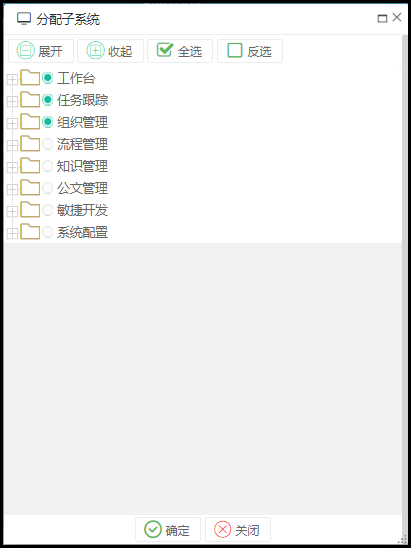 分配子系统
展开 收起 全选 反选
工作台
任务跟踪
组织管理
流程管理
知识管理
公文管理
敏捷开发
系统配置
确定 关闭